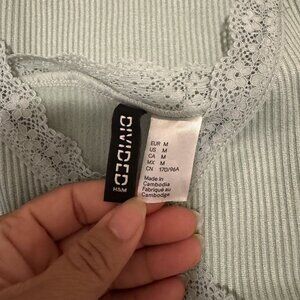 DIVIDED
H&M
EUR M
US M
CA M
MX M
CN 170/96A
Made in
Cambodia
Fabriqué au
Cambodge